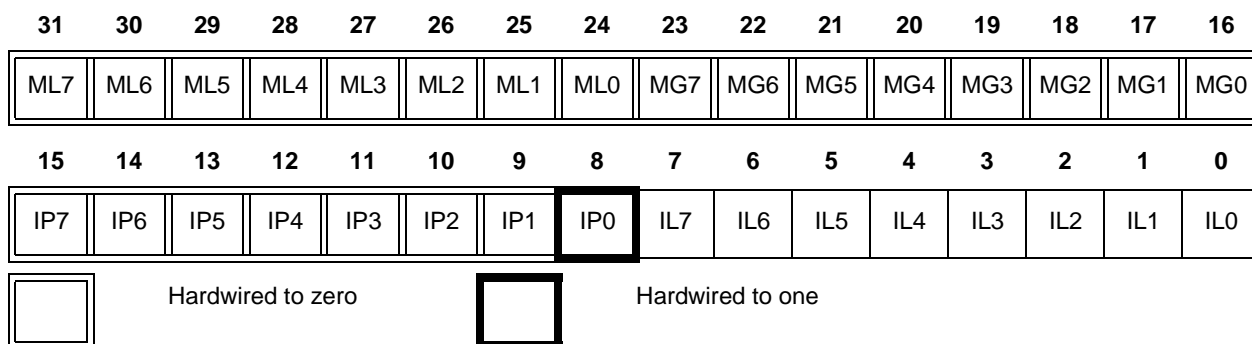 31 30 29 28 27 26 25 24 23 22 21 20 19 18 17 16
ML7 ML6 ML5 ML4 ML3 ML2 ML1 ML0 MG7 MG6 MG5 MG4 MG3 MG2 MG1 MG0
15 14 13 12 11 10 9 8 7 6 5 4 3 2 1 0
IP7 IP6 IP5 IP4 IP3 IP2 IP1 IP0 IL7 IL6 IL5 IL4 IL3 IL2 IL1 IL0
Hardwired to zero Hardwired to one